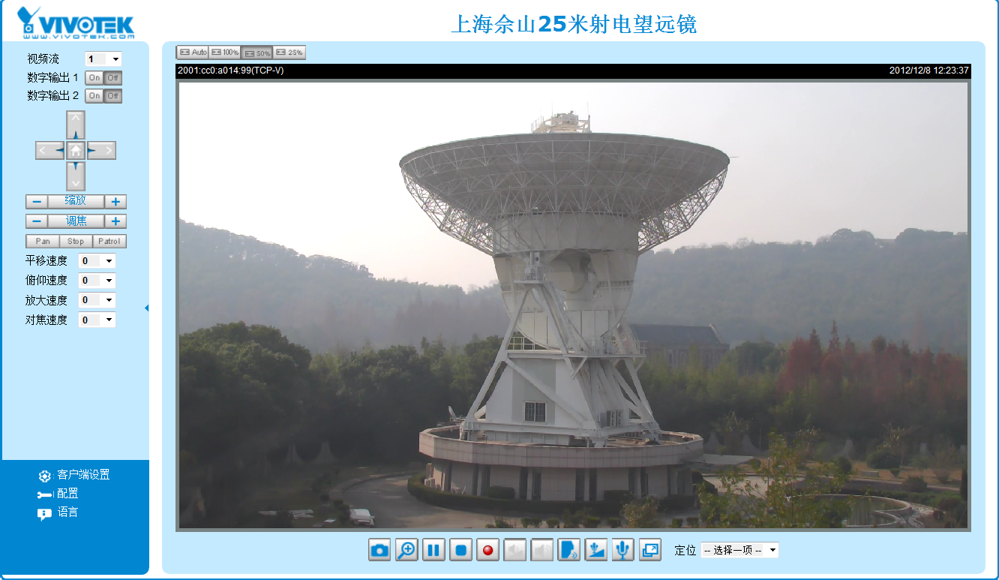 VIVOTEK
www.vivotek.com
上海佘山25米射电望远镜
视频流 1
数字输出 1 On Off
数字输出 2 On Off
缩放
调焦
Pan Stop Patrol
平移速度 0
俯仰速度 0
放大速度 0
对焦速度 0
客户端设置
配置
语言
Auto 100% 50% 25%
2001:cc0:a014:99(TCP-V) 2012/12/8 12:23:37
定位 -- 选择一项 --